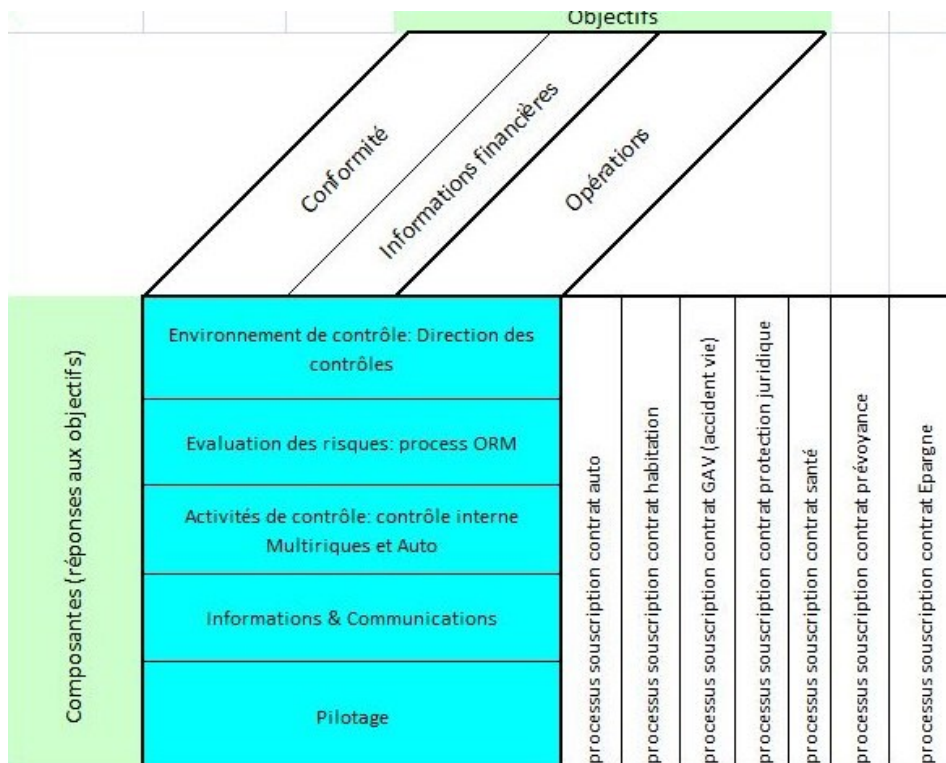 Objectifs
Conformité
Informations financières
Opérations
Composantes (réponses aux objectifs)
Environnement de contrôle: Direction des
contrôles
Evaluation des risques: process ORM
Activités de contrôle: contrôle interne
Multiriques et Auto
Informations & Communications
Pilotage
processus souscription contrat auto
processus souscription contrat habitation
processus souscription contrat GAV (accident vie)
processus souscription contrat protection juridique
processus souscription contrat santé
processus souscription contrat prévoyance
processus souscription contrat Epargne